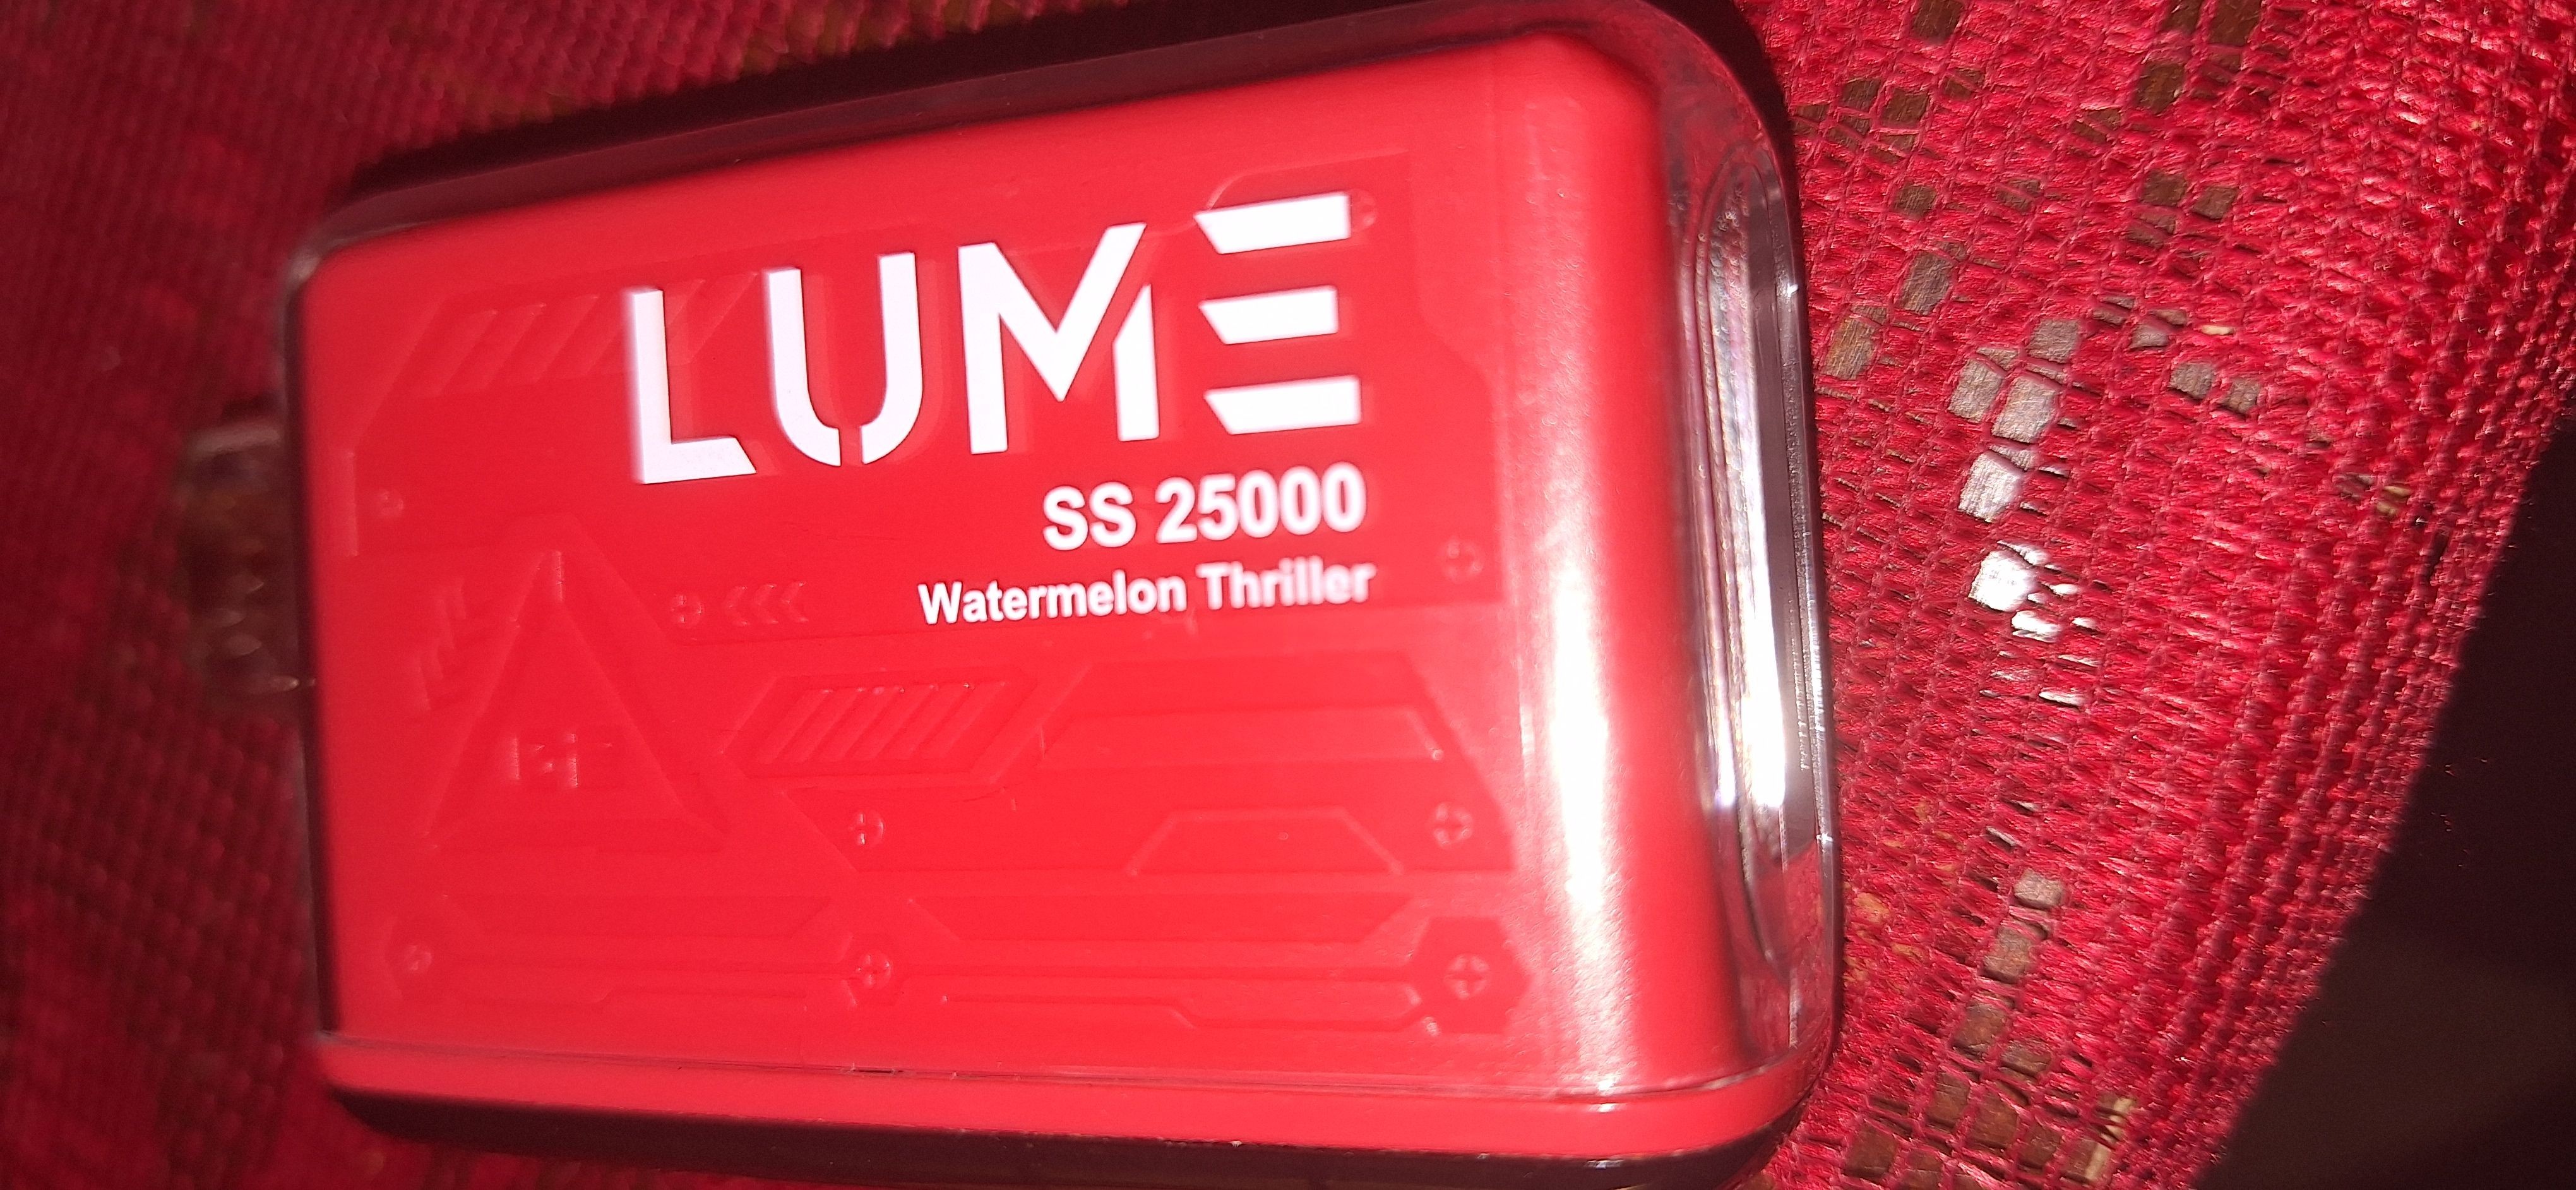 LUME
SS 25000
Watermelon Thriller